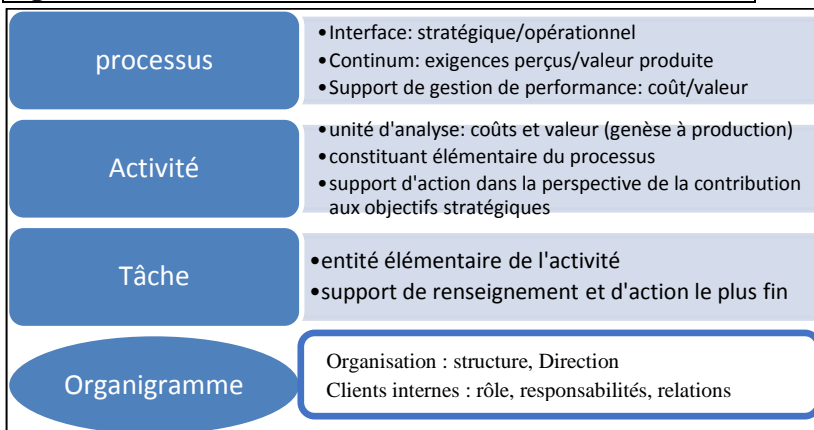 processus
•Interface: stratégique/opérationnel
•Continum: exigences perçus/valeur produite
•Support de gestion de performance: coût/valeur
Activité
•unité d'analyse: coûts et valeur (genèse à production)
•constituant élémentaire du processus
•support d'action dans la perspective de la contribution
aux objectifs stratégiques
Tâche
•entité élémentaire de l'activité
•support de renseignement et d'action le plus fin
Organigramme
Organisation : structure, Direction
Clients internes : rôle, responsabilités, relations